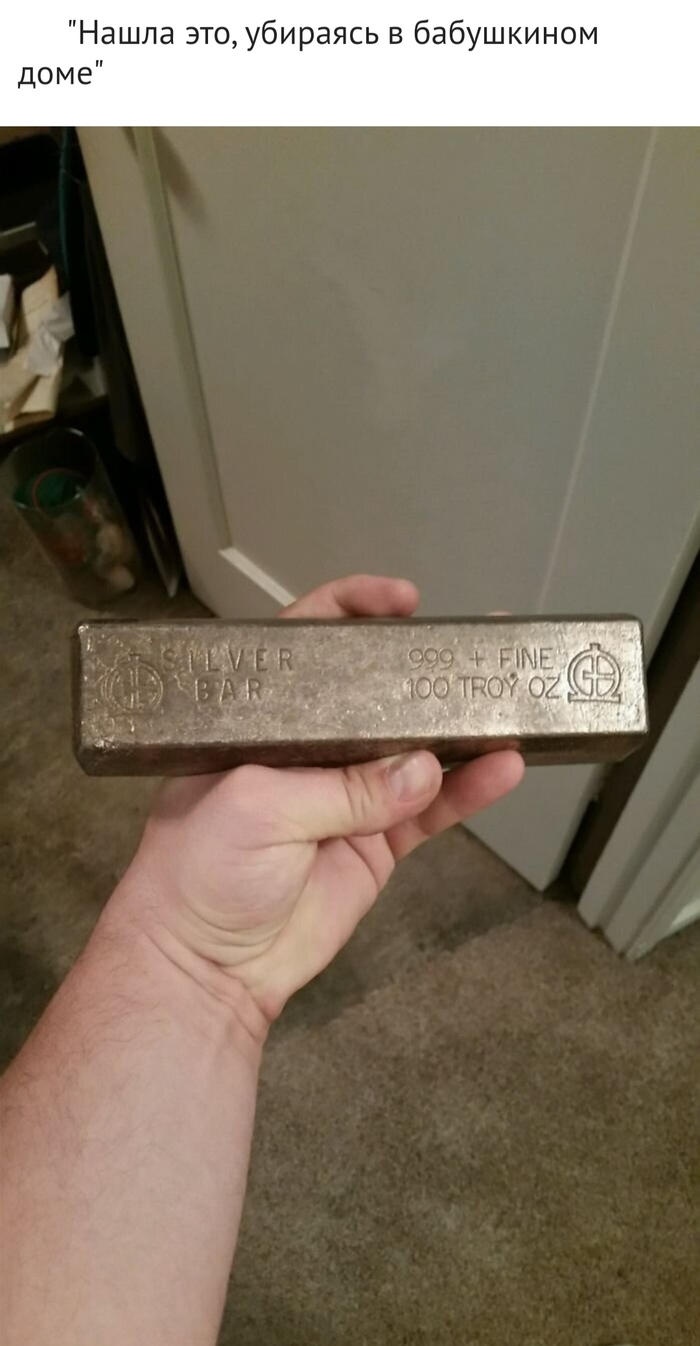 "Нашла это, убираясь в бабушкином
доме"
SILVER
BAR
999 + FINE
100 TROY OZ